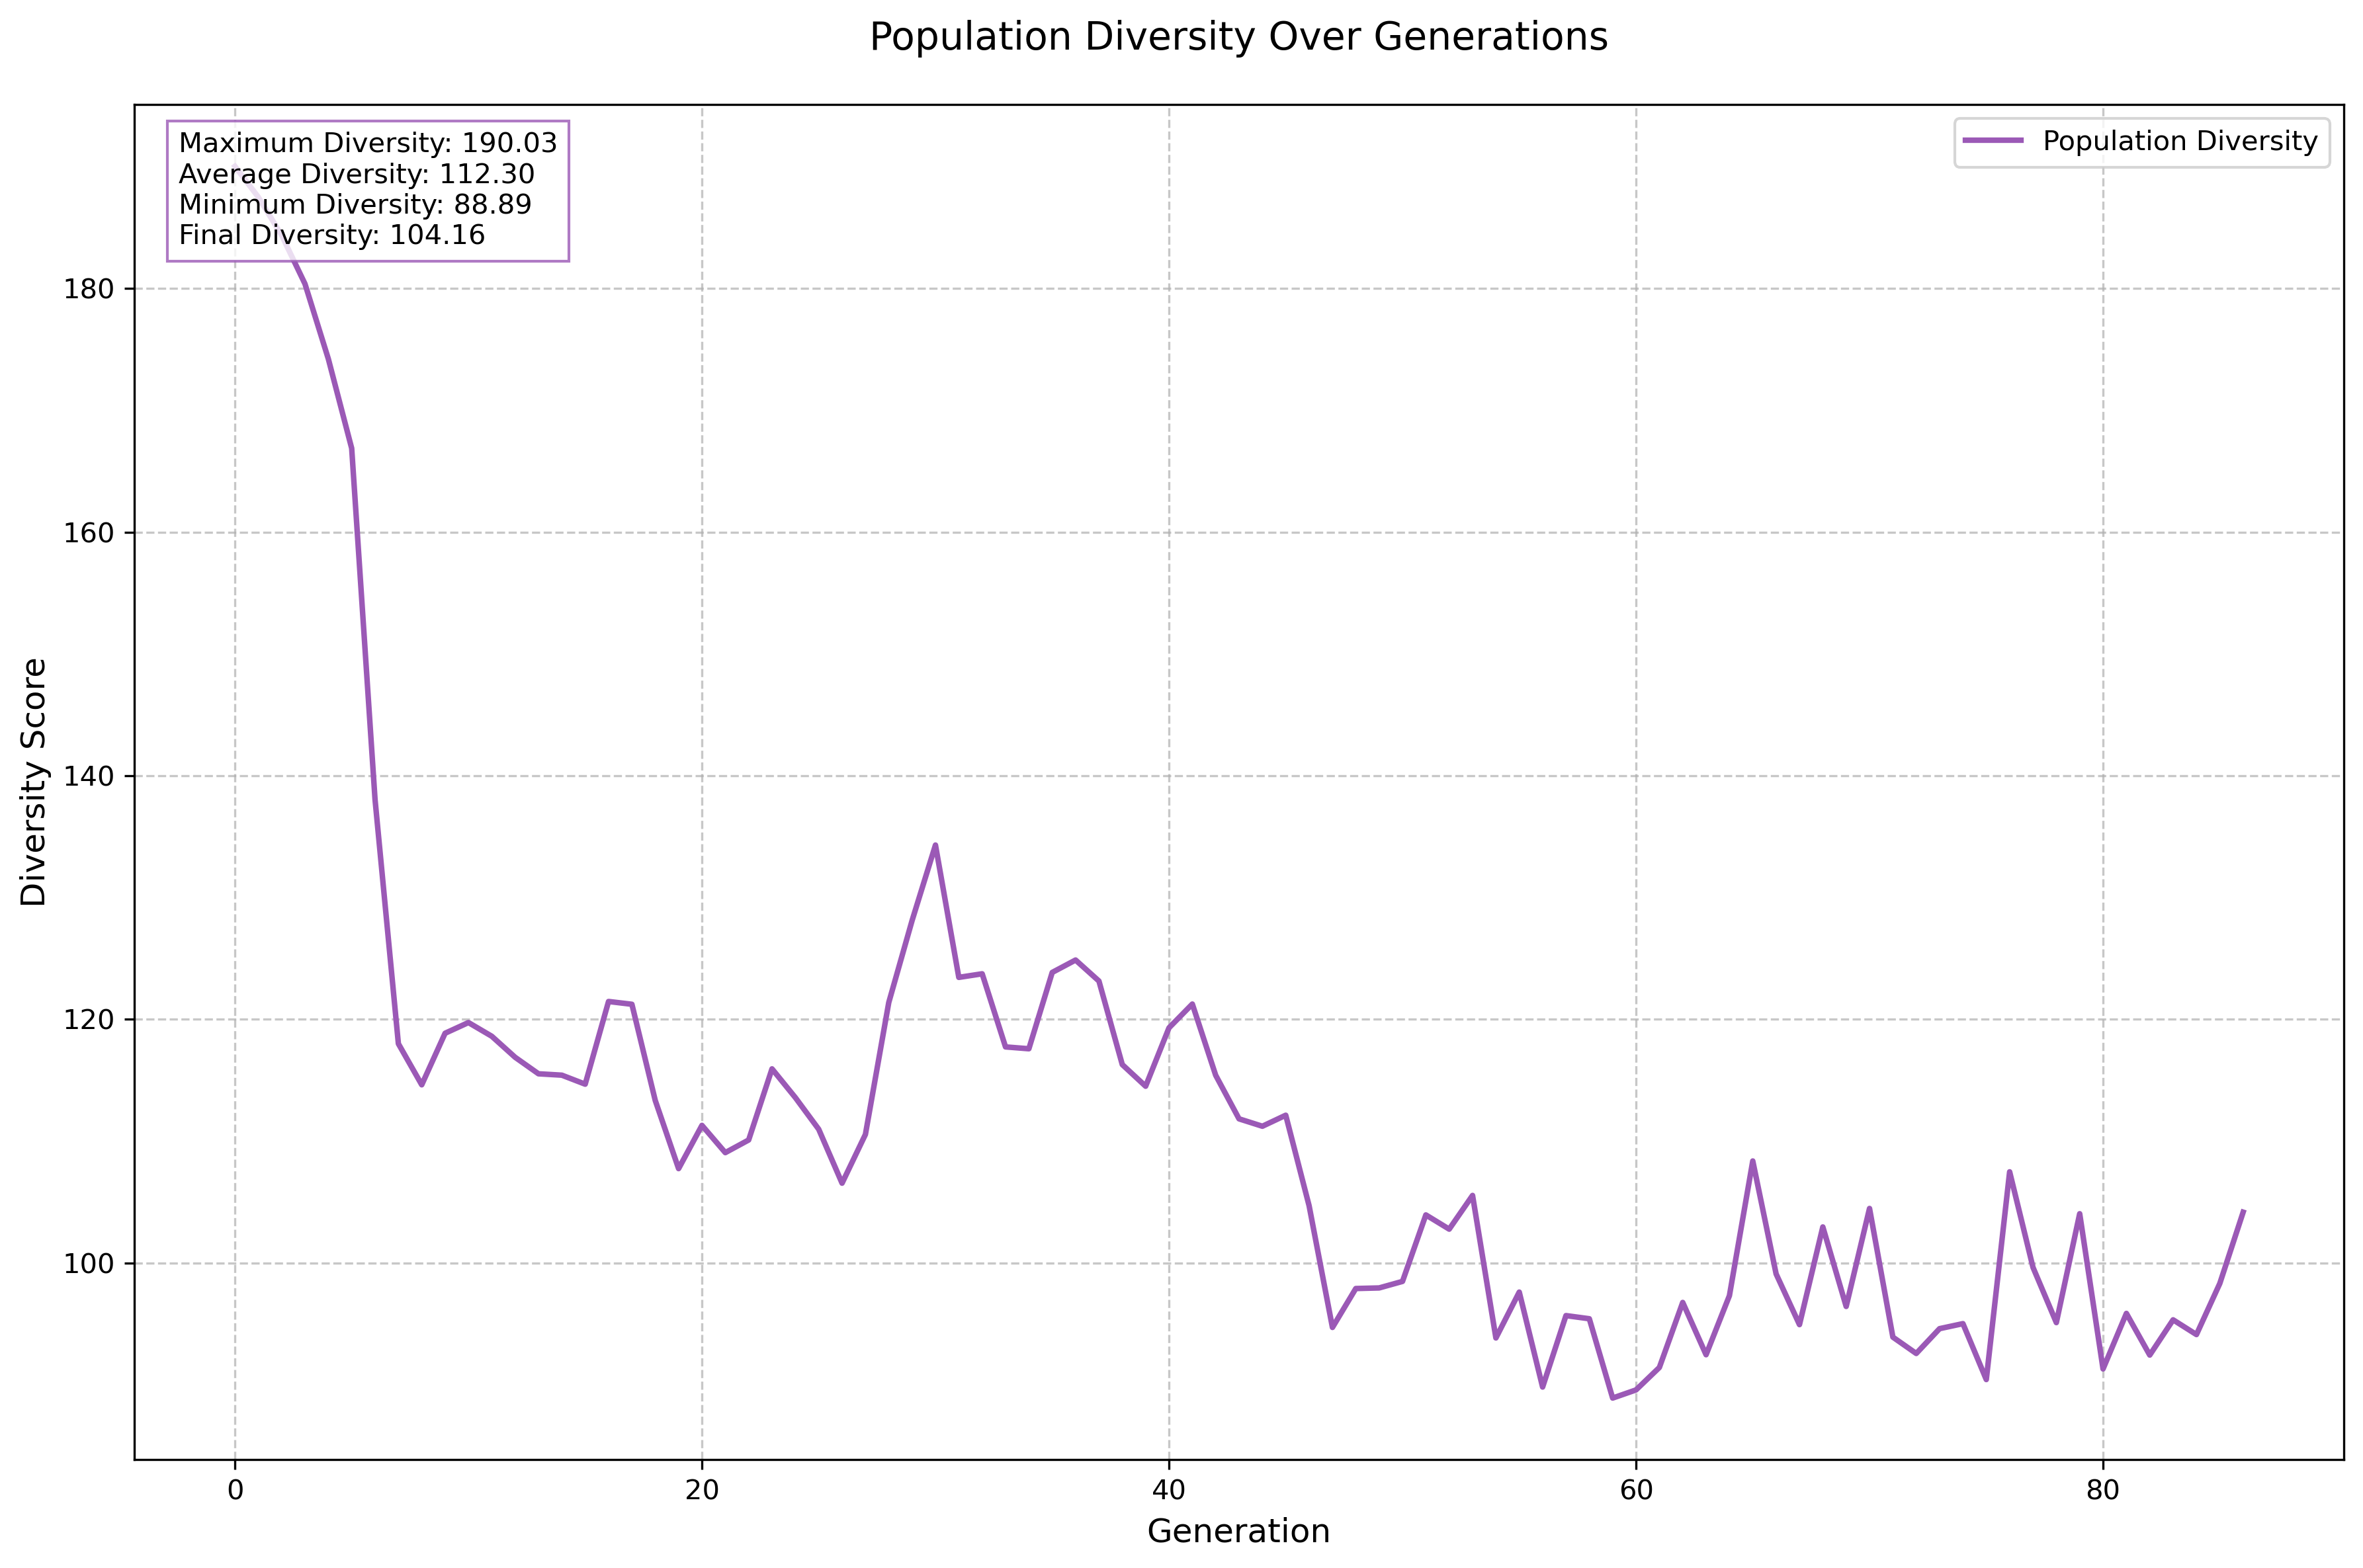 Population Diversity Over Generations
Maximum Diversity: 190.03
Average Diversity: 112.30
Minimum Diversity: 88.89
Final Diversity: 104.16
Population Diversity
180
160
140
120
100
Diversity Score
0
20
40
60
80
Generation